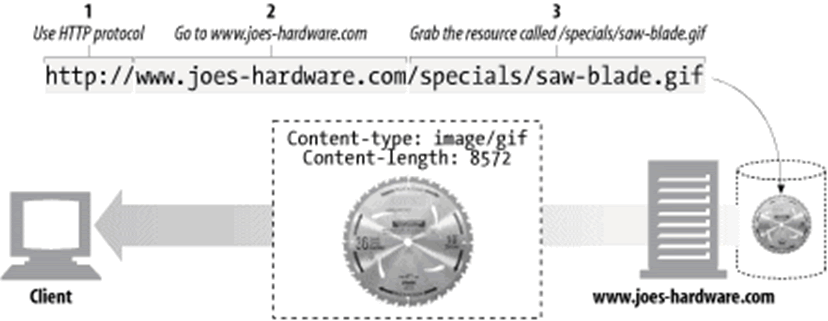 1 2 3
Use HTTP protocol Go to www.joes-hardware.com Grab the resource called /specials/saw-blade.gif
http://www.joes-hardware.com/specials/saw-blade.gif
Content-type: image/gif
Content-length: 8572
36
Client
www.joes-hardware.com